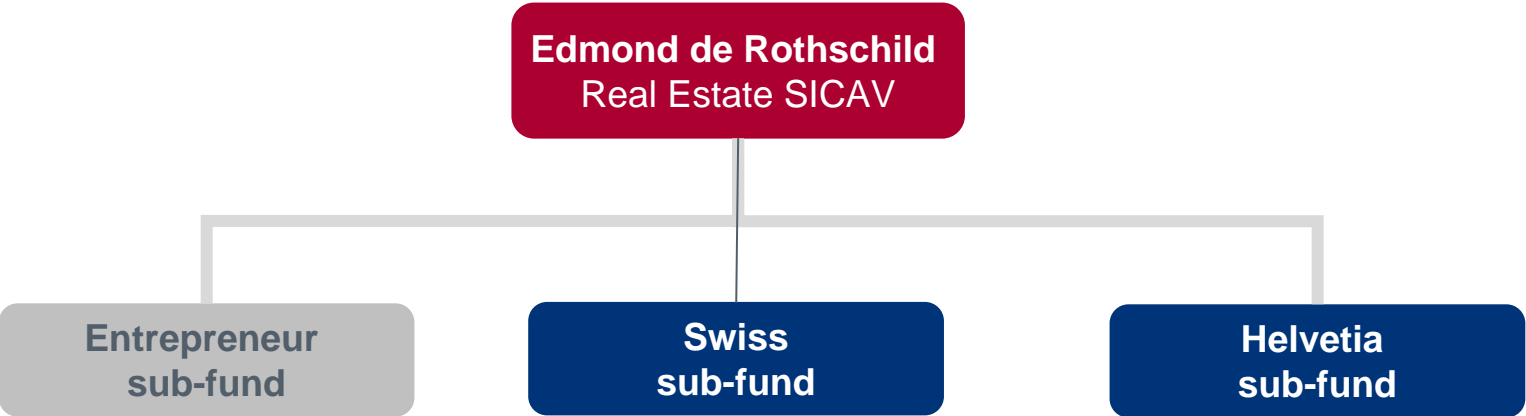 Edmond de Rothschild
Real Estate SICAV
Entrepreneur
sub-fund
Swiss
sub-fund
Helvetia
sub-fund